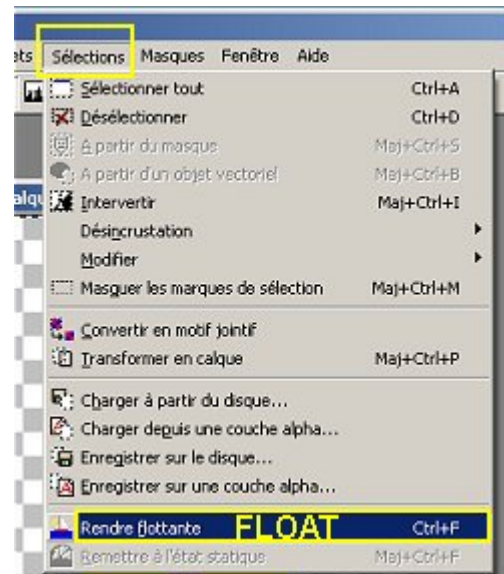 ets Sélections Masques Fenêtre Aide
Sélectionner tout Ctrl+A
Désélectionner Ctrl+D
A partir du masque Maj+Ctrl+S
A partir d'un objet vectoriel Maj+Ctrl+B
alqu
Intervertir Maj+Ctrl+I
Désincrustation
Modifier
Masquer les marques de sélection Maj+Ctrl+M
Convertir en motif jointif
Transformer en calque Maj+Ctrl+P
Charger à partir du disque...
Charger depuis une couche alpha...
Enregistrer sur le disque...
Enregistrer sur une couche alpha...
Rendre flottante FLOAT Ctrl+F
Remettre à l'état statique Maj+Ctrl+F